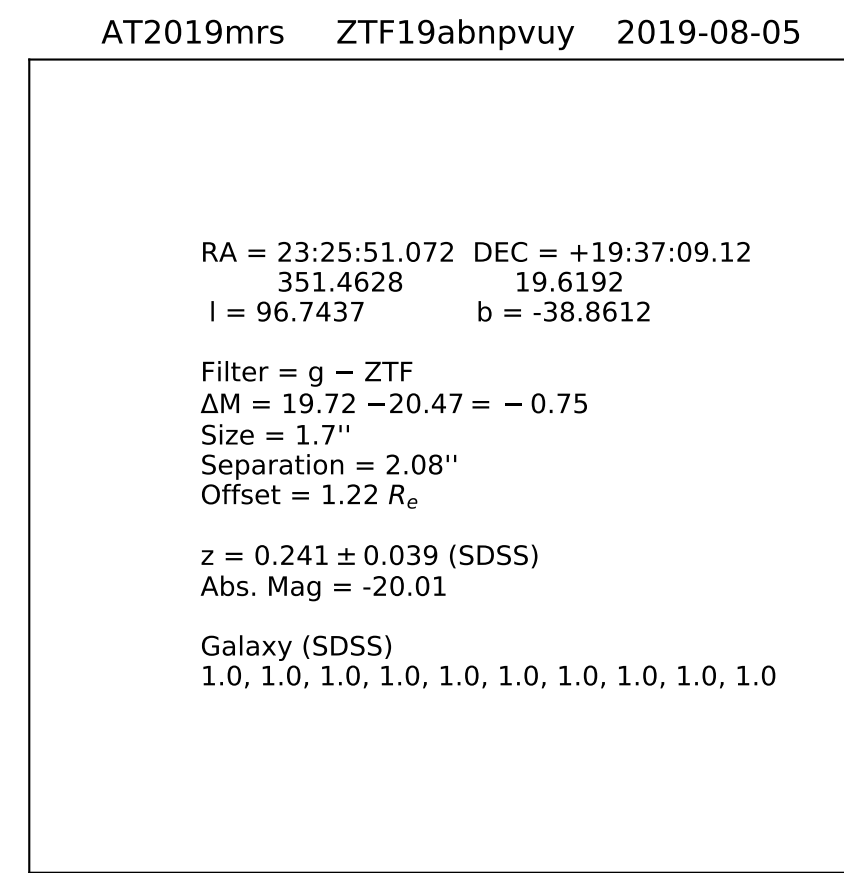 AT2019mrs ZTF19abnpvuy 2019-08-05
RA = 23:25:51.072 DEC = +19:37:09.12
351.4628 19.6192
l = 96.7437 b = -38.8612
Filter = g − ZTF
ΔM = 19.72 −20.47 = − 0.75
Size = 1.7''
Separation = 2.08''
Offset = 1.22 Rₑ
z = 0.241 ± 0.039 (SDSS)
Abs. Mag = -20.01
Galaxy (SDSS)
1.0, 1.0, 1.0, 1.0, 1.0, 1.0, 1.0, 1.0, 1.0, 1.0